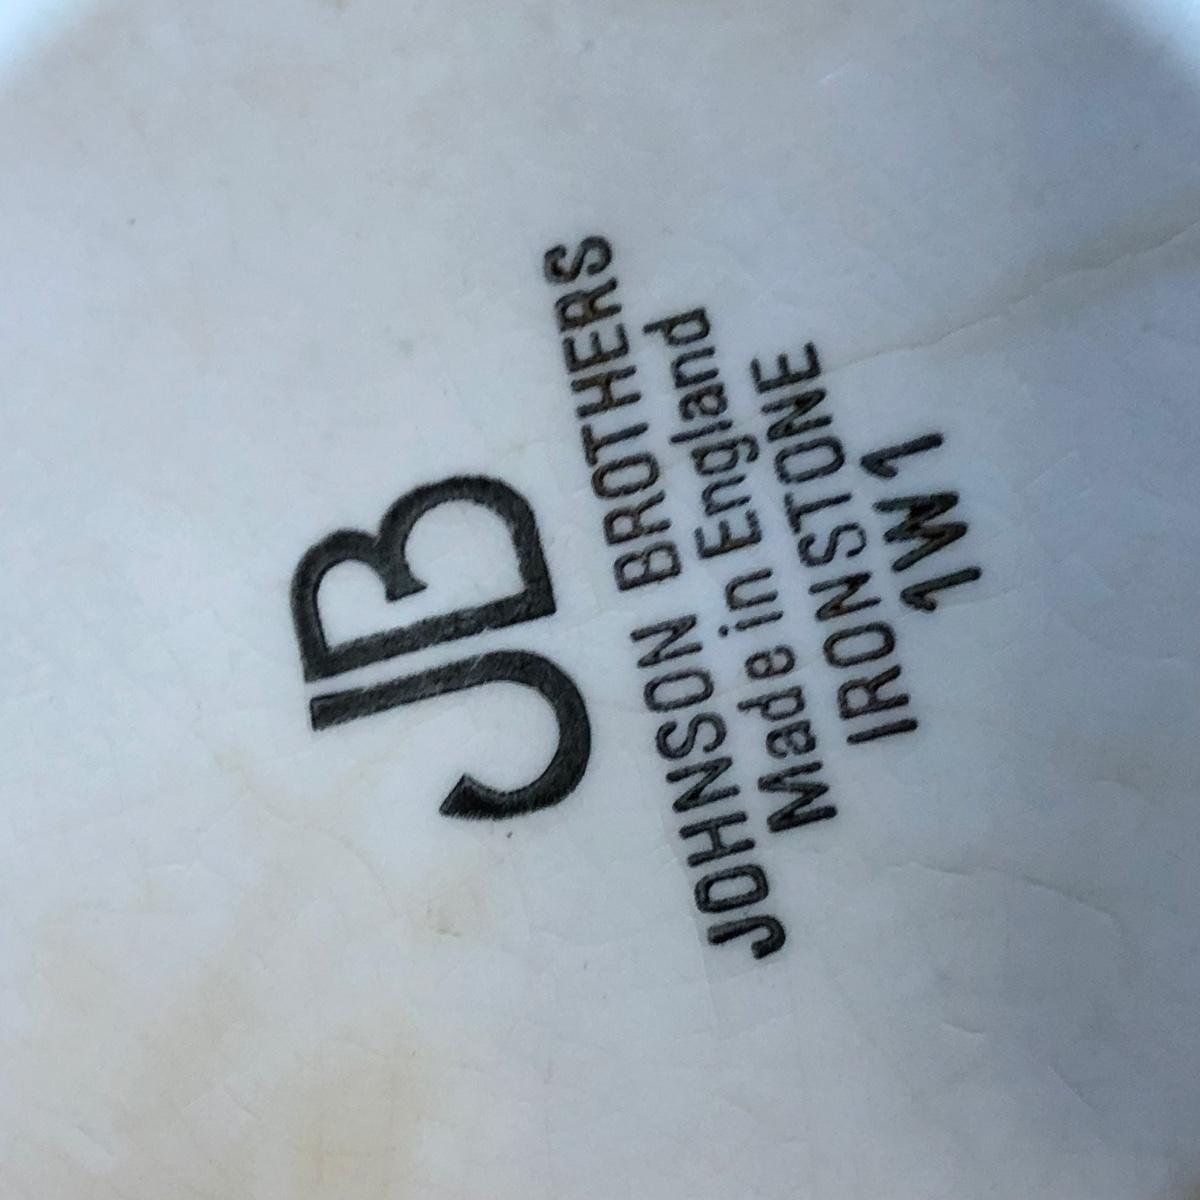 JB
JOHNSON BROTHERS
Made in England
IRONSTONE
1W1